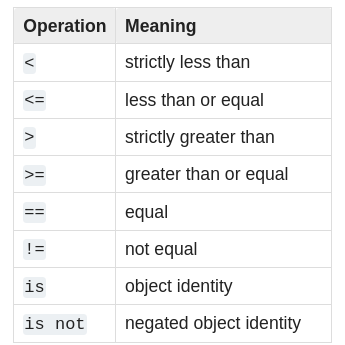 Operation Meaning
< strictly less than
<= less than or equal
> strictly greater than
>= greater than or equal
== equal
!= not equal
is object identity
is not negated object identity